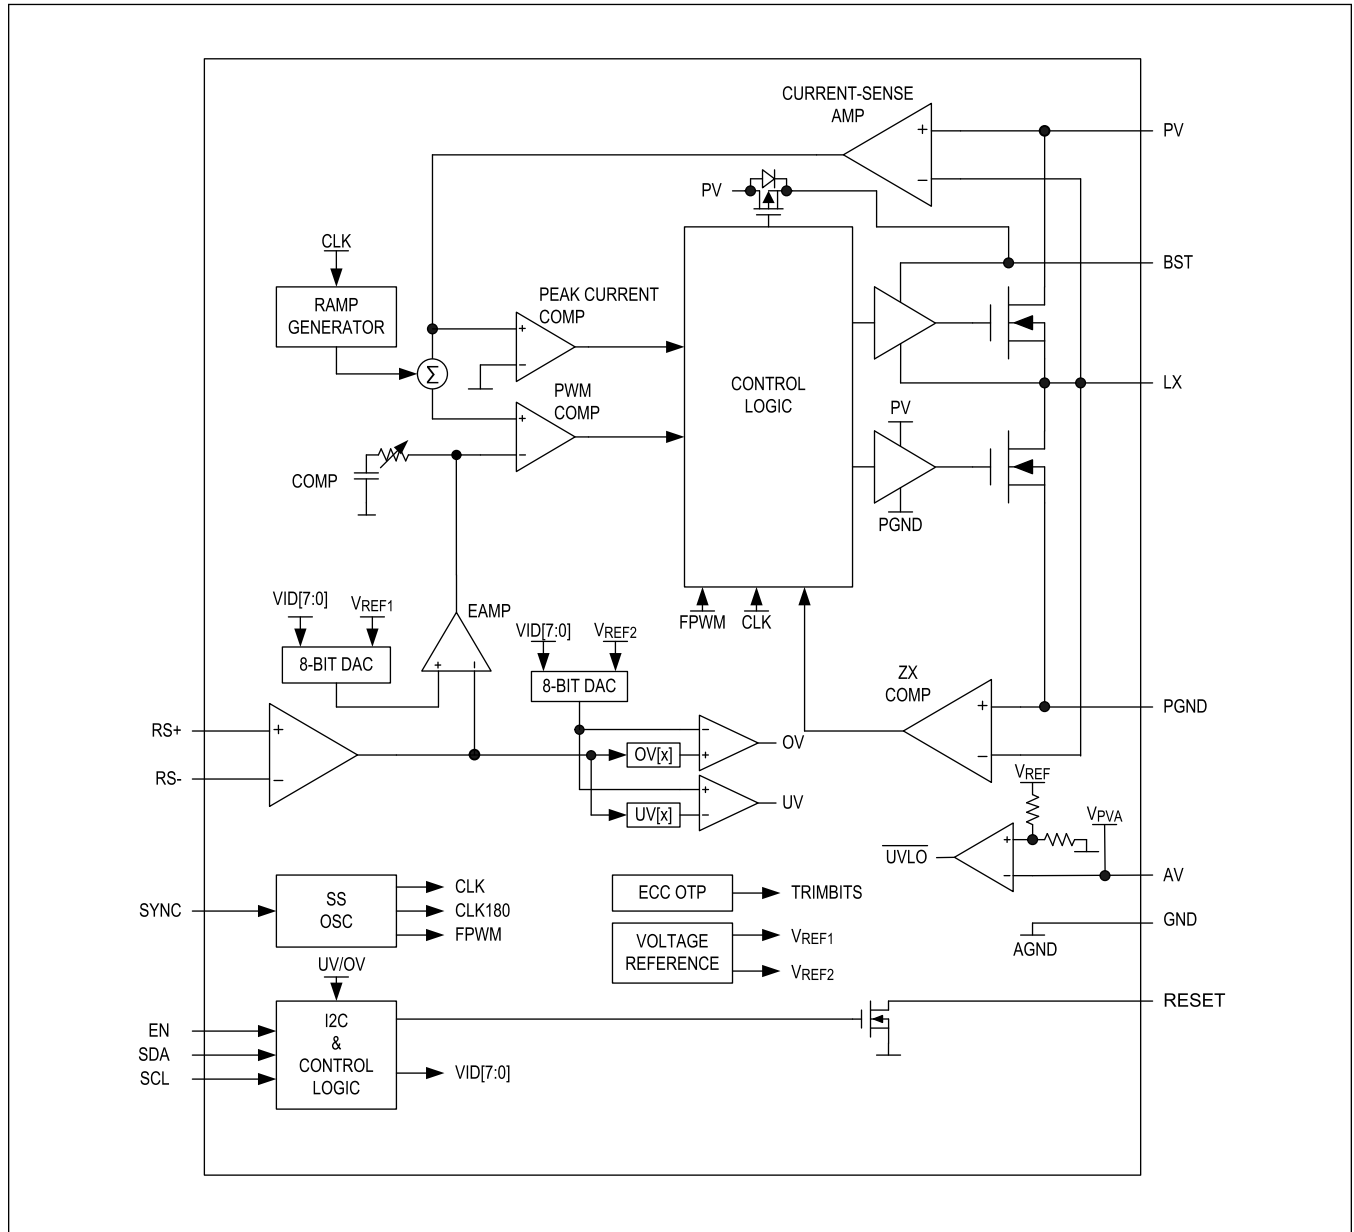 CURRENT-SENSE
AMP
+
−
PV
PV
CLK
RAMP
GENERATOR
Σ
PEAK CURRENT
COMP
+
−
PWM
COMP
+
−
COMP
CONTROL
LOGIC
BST
LX
PV
PGND
FPWM
CLK
VID[7:0]
VREF1
8-BIT DAC
EAMP
+
−
VID[7:0]
VREF2
8-BIT DAC
ZX
COMP
+
−
PGND
RS+
RS-
+
−
OV[x]
−
+
OV
UV[x]
+
−
UV
VREF
VPVA
UVLO
+
−
AV
SYNC
SS
OSC
CLK
CLK180
FPWM
ECC OTP
TRIMBITS
VOLTAGE
REFERENCE
VREF1
VREF2
GND
AGND
UV/OV
EN
SDA
SCL
I2C
&
CONTROL
LOGIC
VID[7:0]
RESET